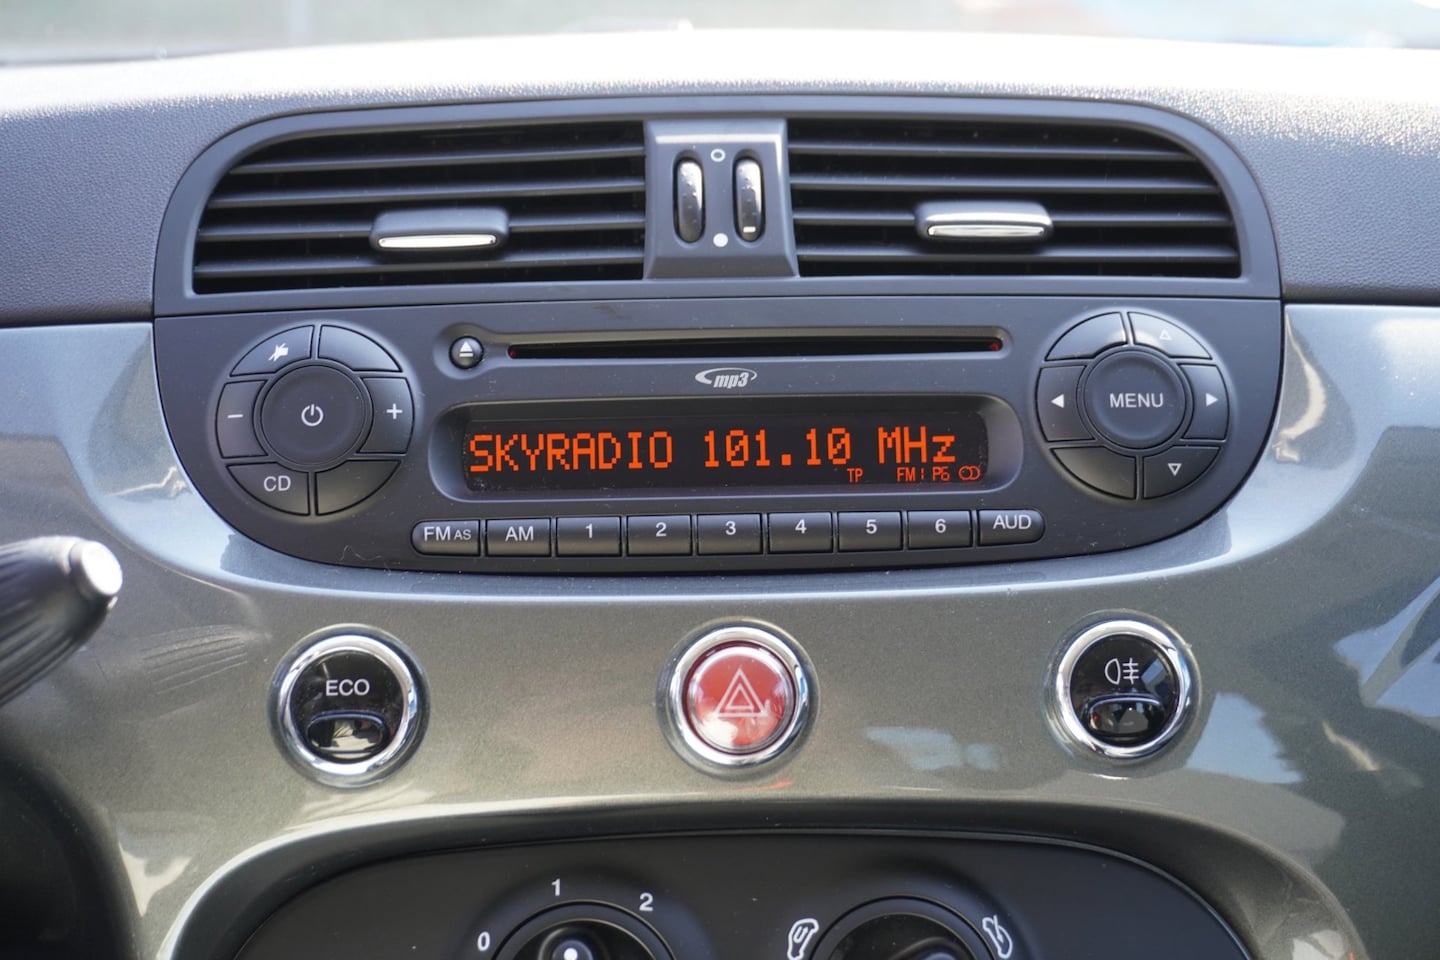 mp3
MENU
CD
SKYRADIO 101.10 MHz
TP FM1 P6
FM AS AM 1 2 3 4 5 6 AUD
ECO
0 1 2